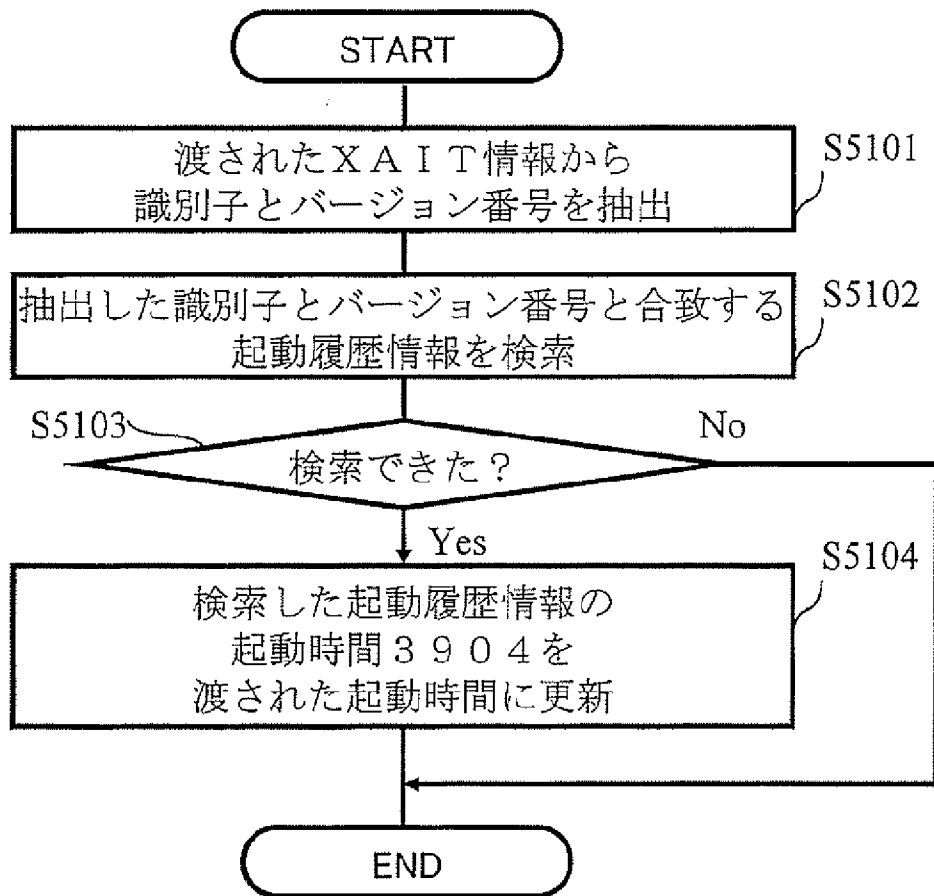 START
渡されたＸＡＩＴ情報から
識別子とバージョン番号を抽出
S5101
抽出した識別子とバージョン番号と合致する
起動履歴情報を検索
S5102
S5103
検索できた？
No
Yes
検索した起動履歴情報の
起動時間３９０４を
渡された起動時間に更新
S5104
END